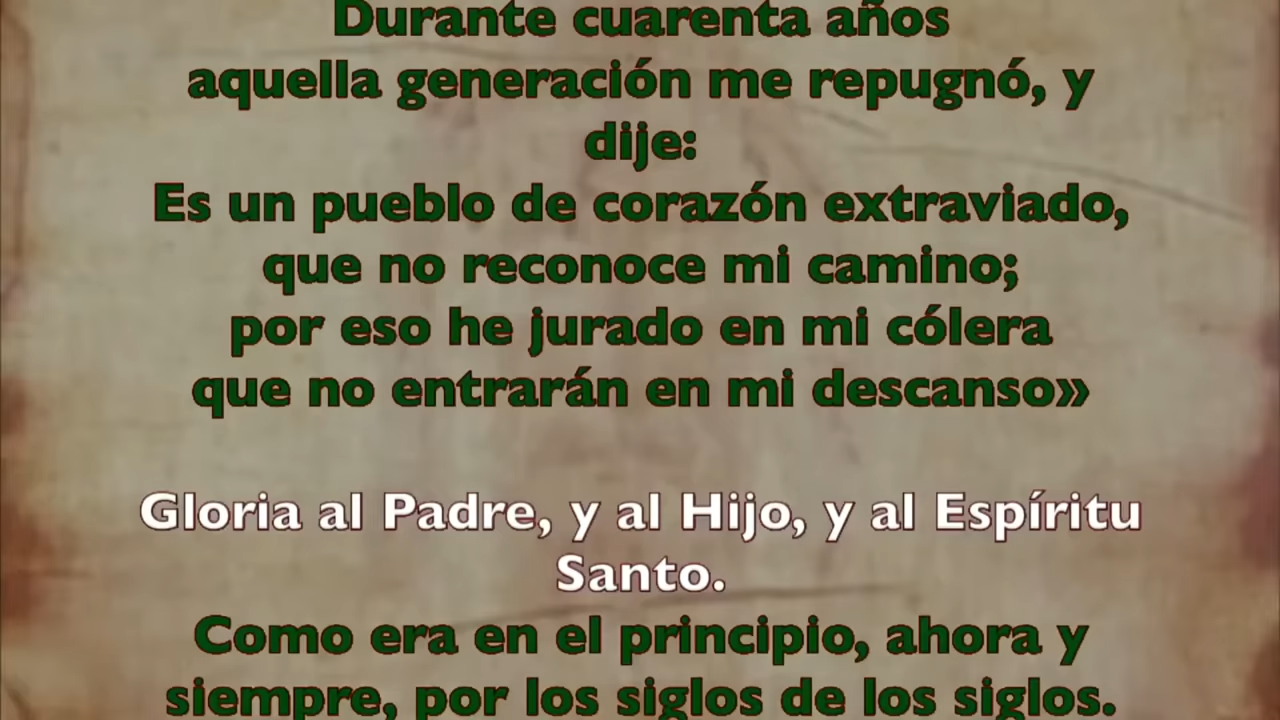 Durante cuarenta años
aquella generación me repugnó, y
dije:
Es un pueblo de corazón extraviado,
que no reconoce mi camino;
por eso he jurado en mi cólera
que no entrarán en mi descanso»
Gloria al Padre, y al Hijo, y al Espíritu
Santo.
Como era en el principio, ahora y
siempre, por los siglos de los siglos.